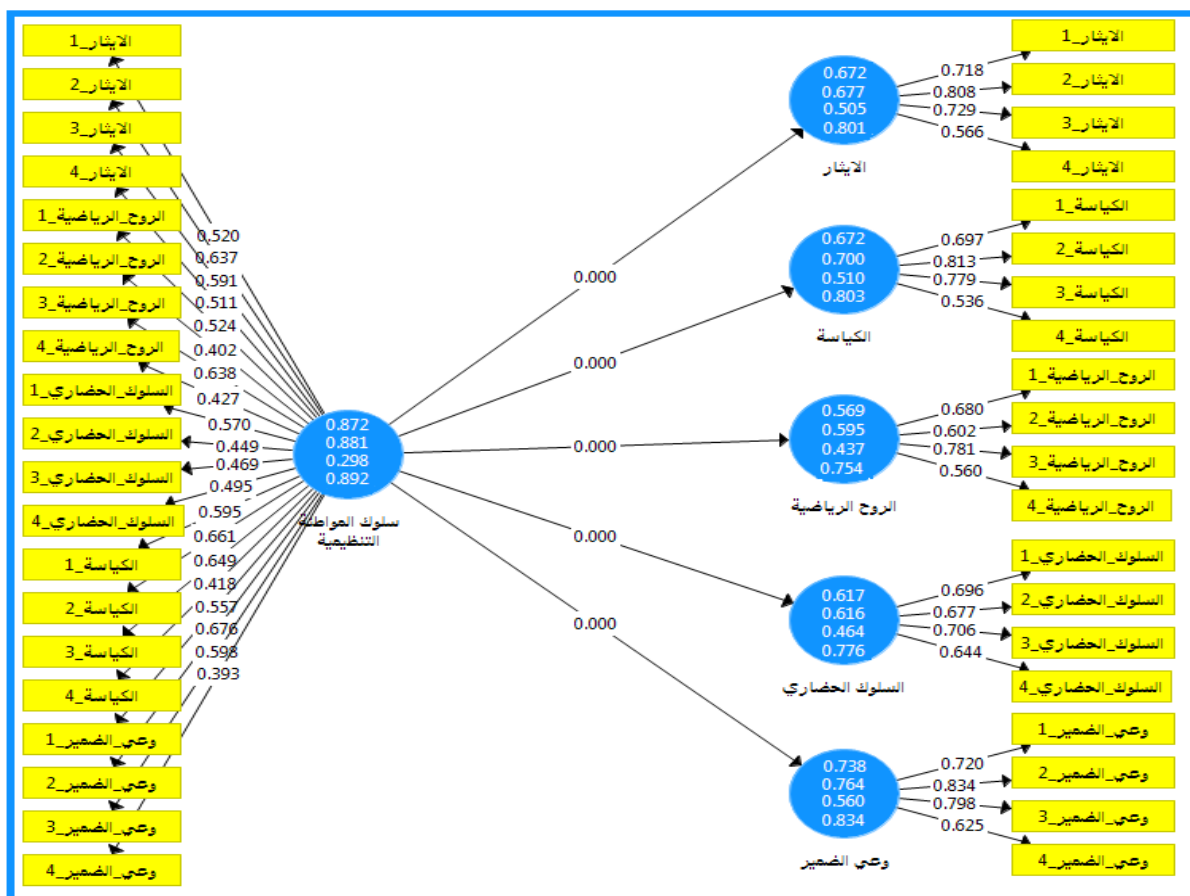 الايثار_1
الايثار_2
الايثار_3
الايثار_4
الروح_الرياضية_1
الروح_الرياضية_2
الروح_الرياضية_3
الروح_الرياضية_4
السلوك_الحضاري_1
السلوك_الحضاري_2
السلوك_الحضاري_3
السلوك_الحضاري_4
الكياسة_1
الكياسة_2
الكياسة_3
الكياسة_4
وعي_الضمير_1
وعي_الضمير_2
وعي_الضمير_3
وعي_الضمير_4
0.520
0.637
0.591
0.511
0.524
0.402
0.638
0.427
0.570
0.449
0.469
0.495
0.595
0.661
0.649
0.418
0.557
0.676
0.598
0.393
0.872
0.881
0.298
0.892
سلوك المواطنة
التنظيمية
0.000
0.000
0.000
0.000
0.000
0.672
0.677
0.505
0.801
الايثار
0.718
0.808
0.729
0.566
الايثار_1
الايثار_2
الايثار_3
الايثار_4
0.672
0.700
0.510
0.803
الكياسة
0.697
0.813
0.779
0.536
الكياسة_1
الكياسة_2
الكياسة_3
الكياسة_4
0.569
0.595
0.437
0.754
الروح الرياضية
0.680
0.602
0.781
0.560
الروح_الرياضية_1
الروح_الرياضية_2
الروح_الرياضية_3
الروح_الرياضية_4
0.617
0.616
0.464
0.776
السلوك الحضاري
0.696
0.677
0.706
0.644
السلوك_الحضاري_1
السلوك_الحضاري_2
السلوك_الحضاري_3
السلوك_الحضاري_4
0.738
0.764
0.560
0.834
وعي الضمير
0.720
0.834
0.798
0.625
وعي_الضمير_1
وعي_الضمير_2
وعي_الضمير_3
وعي_الضمير_4